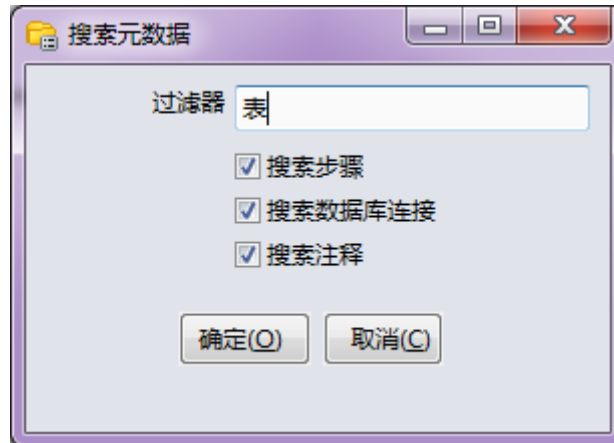 搜索元数据
过滤器 表
搜索步骤
搜索数据库连接
搜索注释
确定(O) 取消(C)